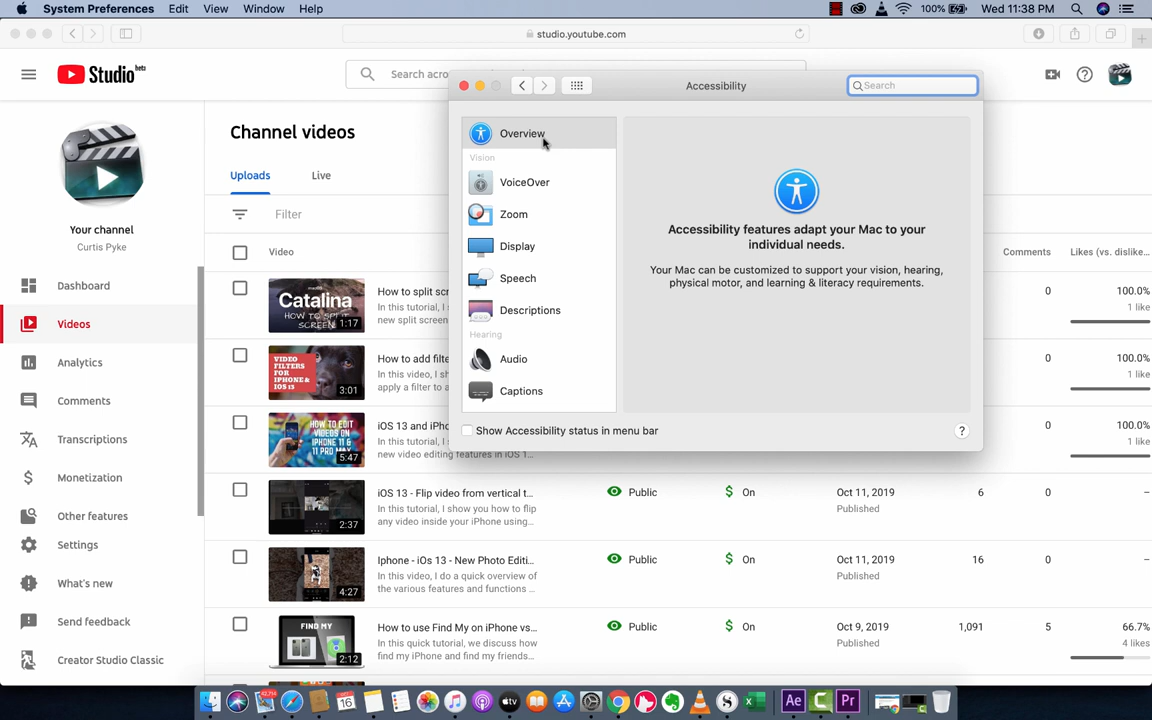 System Preferences Edit View Window Help 100% Wed 11:38 PM
studio.youtube.com
Studio beta
Search acro
Accessibility
Search
Channel videos
Uploads Live
Filter
Video Comments Likes (vs. dislike...
Your channel
Curtis Pyke
Dashboard
Videos
Analytics
Comments
Translations
Monetization
Other features
Settings
What's new
Send feedback
Creator Studio Classic
Overview
Vision
VoiceOver
Zoom
Display
Speech
Descriptions
Hearing
Audio
Captions
Accessibility features adapt your Mac to your
individual needs.
Your Mac can be customized to support your vision, hearing,
physical motor, and learning & literacy requirements.
Show Accessibility status in menu bar
?
Catalina
HOW TO SPLIT
SCREEN
1:17
How to split scr
In this tutorial, I
new split screen
0 100.0%
1 like
VIDEO
FILTERS
FOR
IPHONE &
IOS 13
3:01
How to add filte
In this video, I sh
apply a filter to a
0 100.0%
1 like
HOW TO EDIT
VIDEOS ON
IPHONE 11 &
11 PRO MAX
5:47
iOS 13 and iPho
In this tutorial, I
new video editing features in iOS 1...
0 100.0%
1 like
2:37
iOS 13 - Flip video from vertical t...
In this tutorial, I show you how to flip
any video inside your iPhone using...
Public $ On Oct 11, 2019 6 0 –
Published
4:27
Iphone - iOs 13 - New Photo Editi...
In this video, I do a quick overview of
the various features and functions ...
Public $ On Oct 11, 2019 16 0 –
Published
FIND MY
2:12
How to use Find My on iPhone vs...
In this quick tutorial, we discuss how
find my iPhone and find my friends...
Public $ On Oct 9, 2019 1,091 5 66.7%
Published 4 likes
16
tv
Ae
Pr